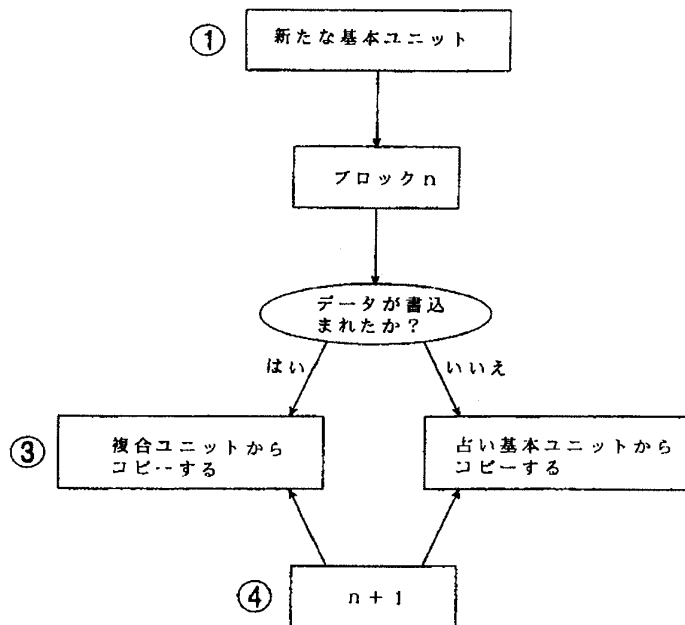 ①
新たな基本ユニット
ブロックn
データが書込
まれたか？
はい
いいえ
③
複合ユニットから
コピーする
占い基本ユニットから
コピーする
④
n+1